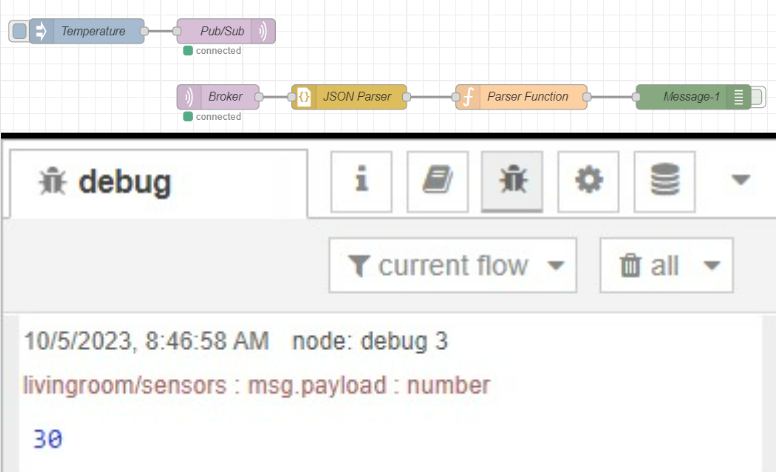 Temperature
Pub/Sub
connected
Broker
JSON Parser
Parser Function
Message-1
connected
debug
current flow
all
10/5/2023, 8:46:58 AM node: debug 3
livingroom/sensors : msg.payload : number
30